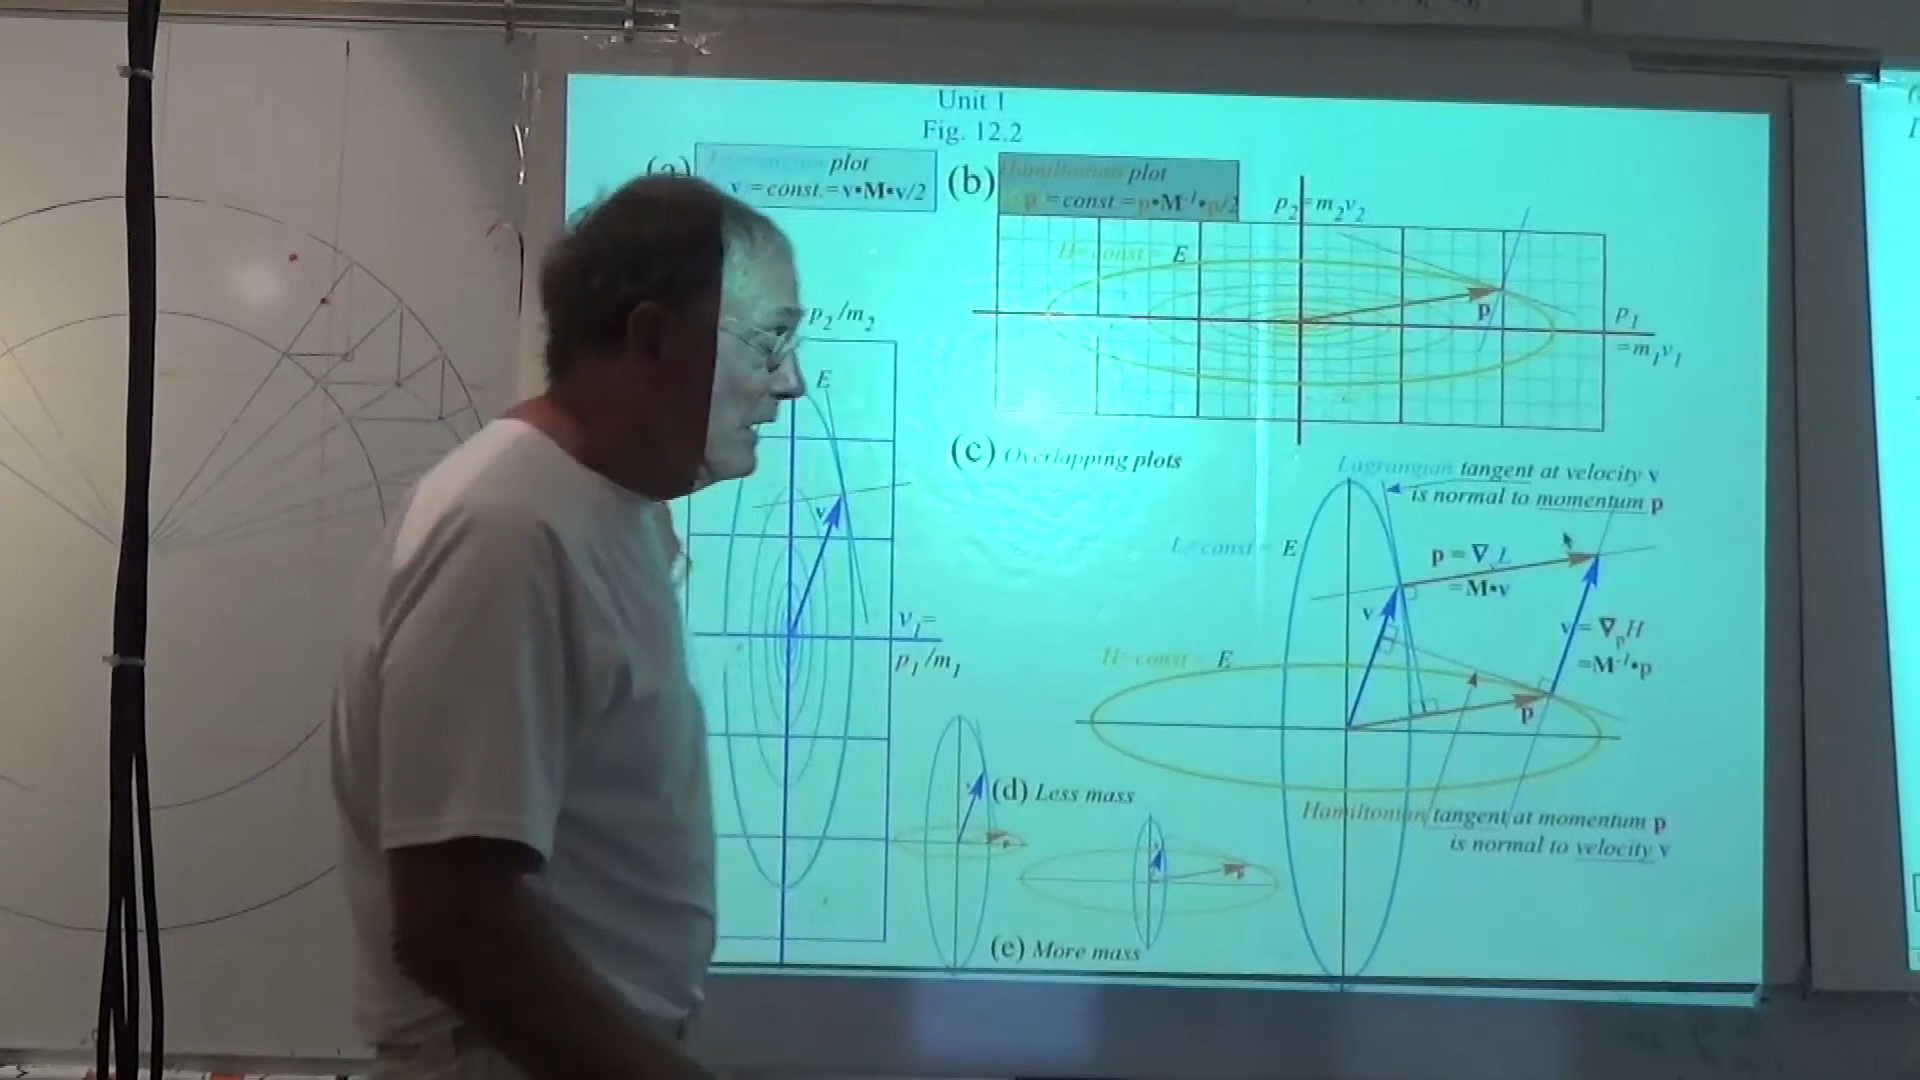 Unit 1
Fig. 12.2
(a) Lagrangian plot
v =const.=v•M•v/2
(b) Hamiltonian plot
p =const.=p•M⁻¹•p/2
p₂=m₂v₂
H=const = E
p
p₁
=m₁v₁
p₂/m₂
E
v
v₁=
p₁/m₁
(c) Overlapping plots
Lagrangian tangent at velocity v
is normal to momentum p
L=const = E
p = ∇ᵥL
=M•v
v
v = ∇ₚH
=M⁻¹•p
H=const = E
p
(d) Less mass
p
Hamiltonian tangent at momentum p
is normal to velocity v
p
(e) More mass